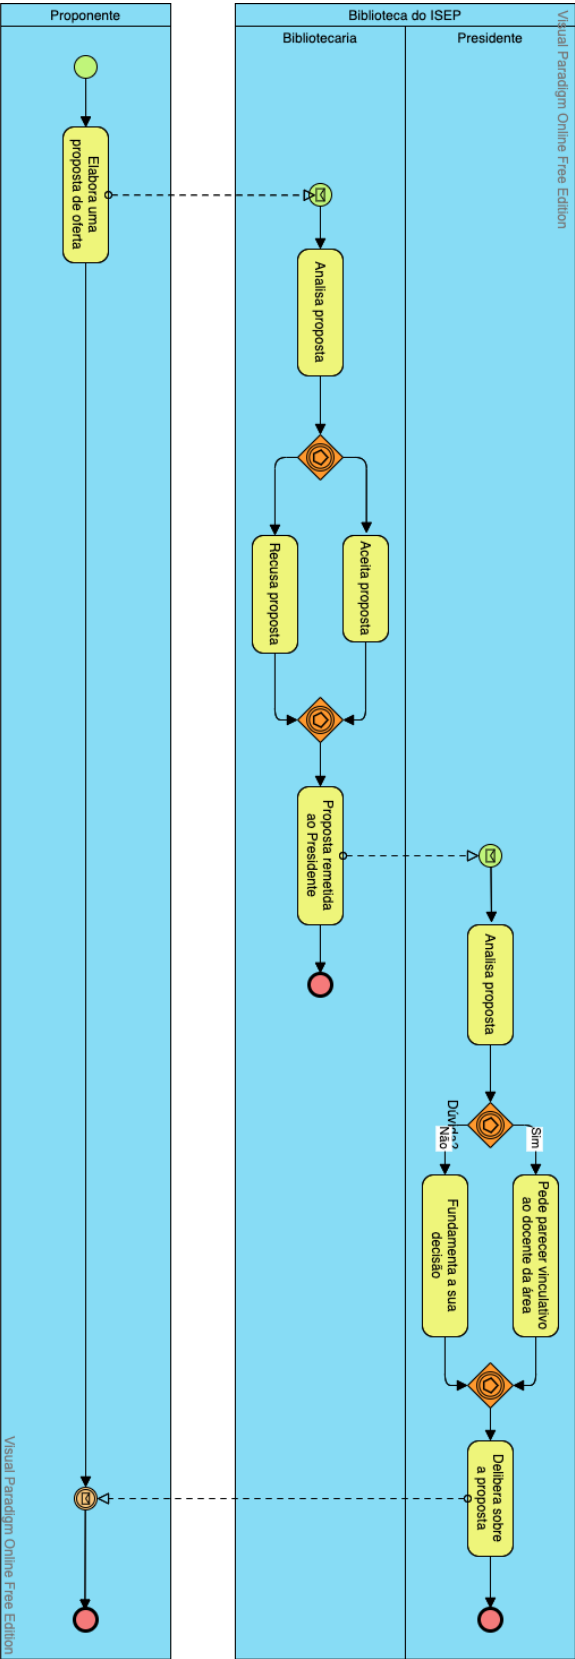 Proponente
Biblioteca do ISEP
Bibliotecaria
Presidente
Visual Paradigm Online Free Edition
Elabora uma
proposta de oferta
Analisa proposta
Aceita proposta
Recusa proposta
Proposta remetida
ao Presidente
Analisa proposta
Dúvida?
Sim
Não
Pede parecer vinculativo
ao docente da área
Fundamenta a sua
decisão
Delibera sobre
a proposta
Visual Paradigm Online Free Edition